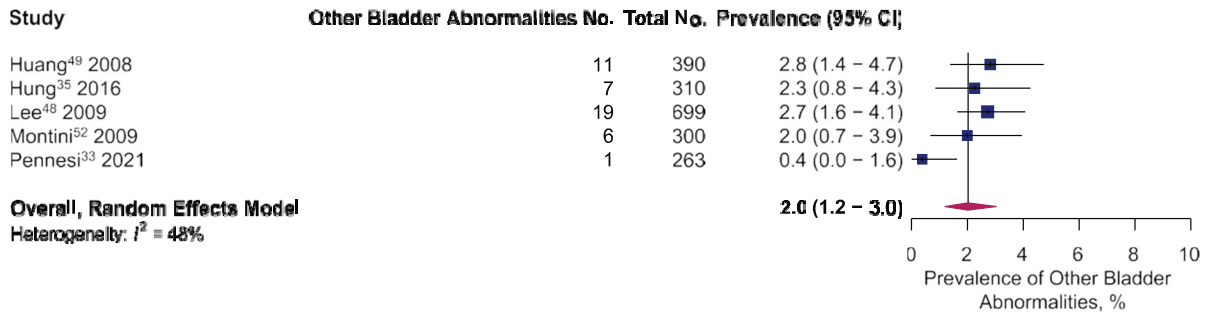 Study Other Bladder Abnormalities No. Total No. Prevalence (95% CI)
Huang⁴⁹ 2008 11 390 2.8 (1.4 − 4.7)
Hung³⁵ 2016 7 310 2.3 (0.8 − 4.3)
Lee⁴⁸ 2009 19 699 2.7 (1.6 − 4.1)
Montini⁵² 2009 6 300 2.0 (0.7 − 3.9)
Pennesi³³ 2021 1 263 0.4 (0.0 − 1.6)
Overall, Random Effects Model 2.0 (1.2 − 3.0)
Heterogeneity: I² = 48%
0 2 4 6 8 10
Prevalence of Other Bladder
Abnormalities, %